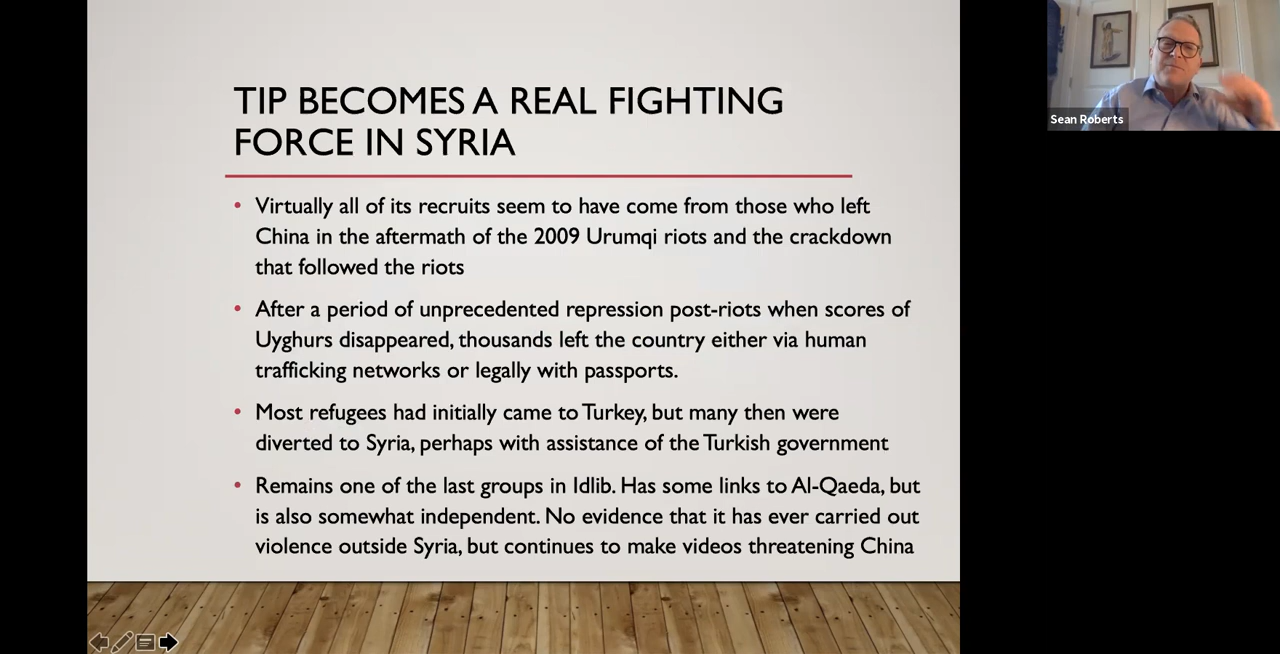 TIP BECOMES A REAL FIGHTING
FORCE IN SYRIA
• Virtually all of its recruits seem to have come from those who left
China in the aftermath of the 2009 Urumqi riots and the crackdown
that followed the riots
• After a period of unprecedented repression post-riots when scores of
Uyghurs disappeared, thousands left the country either via human
trafficking networks or legally with passports.
• Most refugees had initially came to Turkey, but many then were
diverted to Syria, perhaps with assistance of the Turkish government
• Remains one of the last groups in Idlib. Has some links to Al-Qaeda, but
is also somewhat independent. No evidence that it has ever carried out
violence outside Syria, but continues to make videos threatening China
Sean Roberts